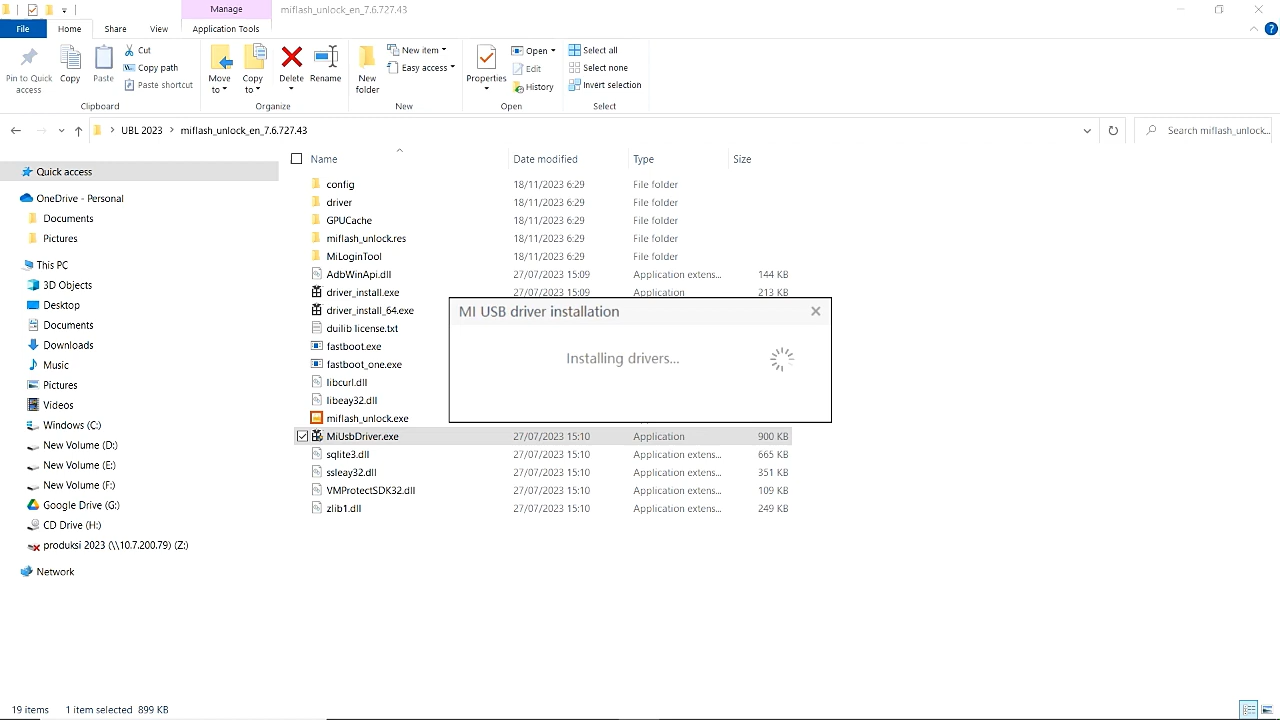 Manage
miflash_unlock_en_7.6.727.43
File
Home
Share
View
Application Tools
Pin to Quick access
Copy
Paste
Cut
Copy path
Paste shortcut
Clipboard
Move to
Copy to
Delete
Rename
Organize
New folder
New item
Easy access
New
Properties
Open
Edit
History
Open
Select all
Select none
Invert selection
Select
UBL 2023 > miflash_unlock_en_7.6.727.43
Search miflash_unlock...
Quick access
OneDrive - Personal
Documents
Pictures
This PC
3D Objects
Desktop
Documents
Downloads
Music
Pictures
Videos
Windows (C:)
New Volume (D:)
New Volume (E:)
New Volume (F:)
Google Drive (G:)
CD Drive (H:)
produksi 2023 (\\10.7.200.79) (Z:)
Network
Name Date modified Type Size
config 18/11/2023 6:29 File folder
driver 18/11/2023 6:29 File folder
GPUCache 18/11/2023 6:29 File folder
miflash_unlock.res 18/11/2023 6:29 File folder
MiLoginTool 18/11/2023 6:29 File folder
AdbWinApi.dll 27/07/2023 15:09 Application extens... 144 KB
driver_install.exe 27/07/2023 15:09 Application 213 KB
driver_install_64.exe
duilib license.txt
fastboot.exe
fastboot_one.exe
libcurl.dll
libeay32.dll
miflash_unlock.exe
MiUsbDriver.exe 27/07/2023 15:10 Application 900 KB
sqlite3.dll 27/07/2023 15:10 Application extens... 665 KB
ssleay32.dll 27/07/2023 15:10 Application extens... 351 KB
VMProtectSDK32.dll 27/07/2023 15:10 Application extens... 109 KB
zlib1.dll 27/07/2023 15:10 Application extens... 249 KB
MI USB driver installation
Installing drivers...
19 items 1 item selected 899 KB